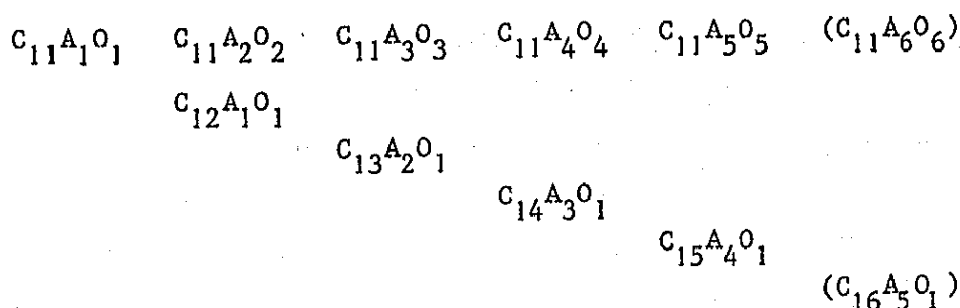 C₁₁A₁O₁ C₁₁A₂O₂ C₁₁A₃O₃ C₁₁A₄O₄ C₁₁A₅O₅ (C₁₁A₆O₆)
C₁₂A₁O₁
C₁₃A₂O₁
C₁₄A₃O₁
C₁₅A₄O₁
(C₁₆A₅O₁)